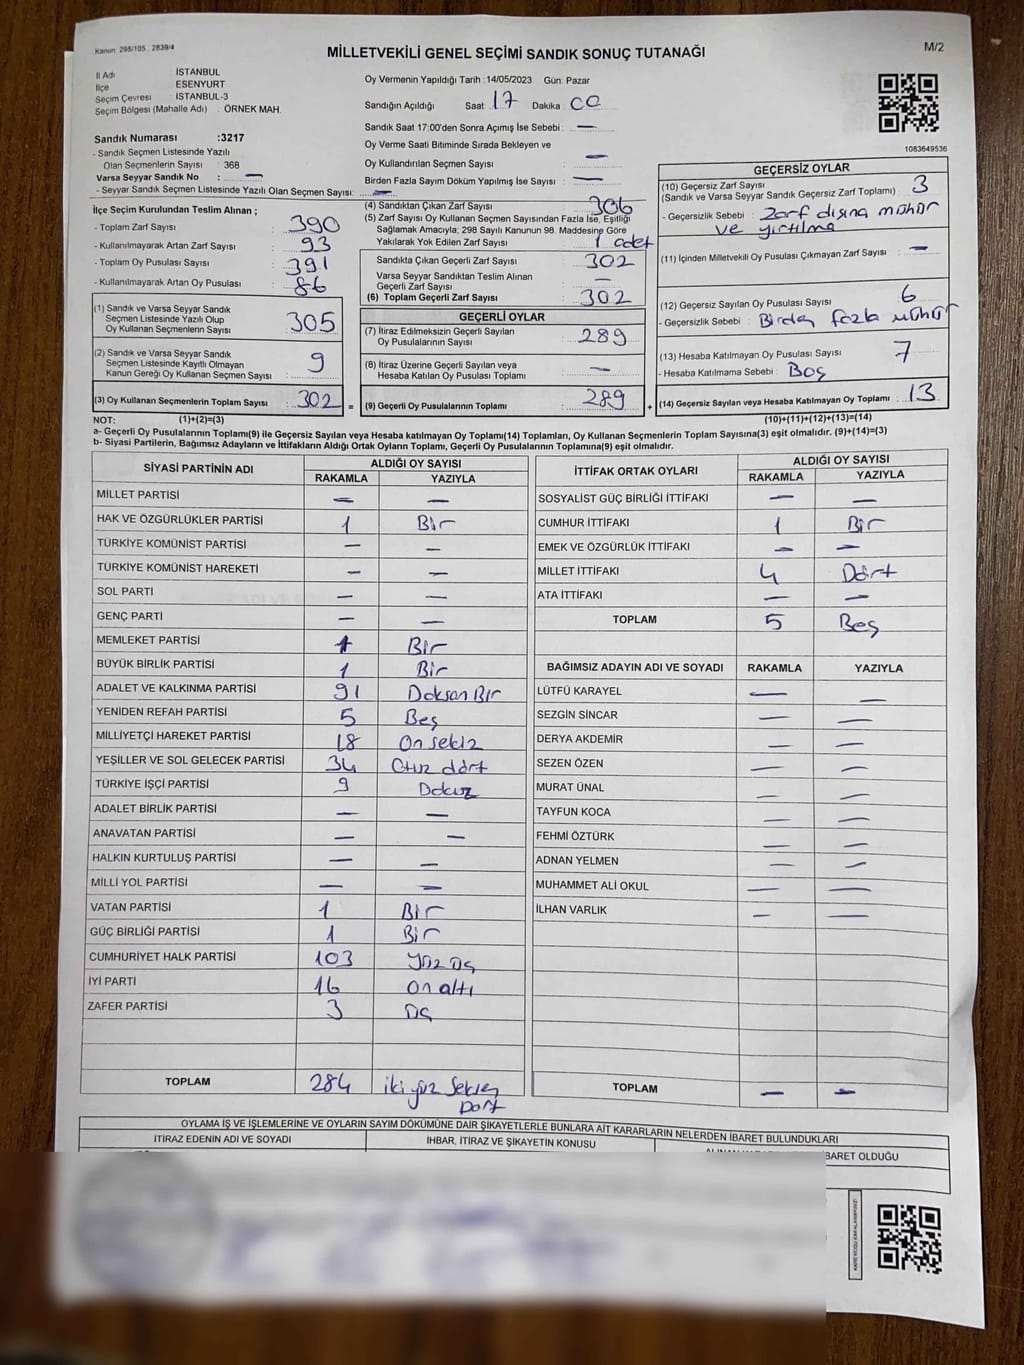 Kanun: 298/105 , 2839/4
MİLLETVEKİLİ GENEL SEÇİMİ SANDIK SONUÇ TUTANAĞI
M/2
İl Adı İSTANBUL
İlçe ESENYURT
Seçim Çevresi İSTANBUL-3
Seçim Bölgesi (Mahalle Adı) : ÖRNEK MAH.
Sandık Numarası :3217
- Sandık Seçmen Listesinde Yazılı
Olan Seçmenlerin Sayısı 368
Varsa Seyyar Sandık No : —
- Seyyar Sandık Seçmen Listesinde Yazılı Olan Seçmen Sayısı: —
Oy Vermenin Yapıldığı Tarih :14/05/2023 Gün: Pazar
Sandığın Açıldığı Saat : 17 Dakika : 00
Sandık Saat 17:00'den Sonra Açımış İse Sebebi : —
Oy Verme Saati Bitiminde Sırada Bekleyen ve
Oy Kullandırılan Seçmen Sayısı : —
Birden Fazla Sayım Döküm Yapılmış İse Sayısı : —
1083649536
İlçe Seçim Kurulundan Teslim Alınan ;
- Toplam Zarf Sayısı : 390
- Kullanılmayarak Artan Zarf Sayısı : 93
- Toplam Oy Pusulası Sayısı : 391
- Kullanılmayarak Artan Oy Pusulası : 86
(1) Sandık ve Varsa Seyyar Sandık
Seçmen Listesinde Yazılı Olup
Oy Kullanan Seçmenlerin Sayısı : 305
(2) Sandık ve Varsa Seyyar Sandık
Seçmen Listesinde Kayıtlı Olmayan
Kanun Gereği Oy Kullanan Seçmen Sayısı : 9
(3) Oy Kullanan Seçmenlerin Toplam Sayısı : 302 =
(4) Sandıktan Çıkan Zarf Sayısı : 306
(5) Zarf Sayısı Oy Kullanan Seçmen Sayısından Fazla İse, Eşitliği
Sağlamak Amacıyla; 298 Sayılı Kanunun 98. Maddesine Göre
Yakılarak Yok Edilen Zarf Sayısı : 1 adet
Sandıkta Çıkan Geçerli Zarf Sayısı : 302
Varsa Seyyar Sandıktan Teslim Alınan
Geçerli Zarf Sayısı : —
(6) Toplam Geçerli Zarf Sayısı : 302
GEÇERLİ OYLAR
(7) İtiraz Edilmeksizin Geçerli Sayılan
Oy Pusulalarının Sayısı : 289
(8) İtiraz Üzerine Geçerli Sayılan veya
Hesaba Katılan Oy Pusulası Toplamı : —
(9) Geçerli Oy Pusulalarının Toplamı : 289 +
GEÇERSİZ OYLAR
(10) Geçersiz Zarf Sayısı
(Sandık ve Varsa Seyyar Sandık Geçersiz Zarf Toplamı) : 3
- Geçersizlik Sebebi : Zarf dışına mühür
ve yırtılma
(11) İçinden Milletvekili Oy Pusulası Çıkmayan Zarf Sayısı : —
(12) Geçersiz Sayılan Oy Pusulası Sayısı : 6
- Geçersizlik Sebebi : Birden fazla mühür
(13) Hesaba Katılmayan Oy Pusulası Sayısı : 7
- Hesaba Katılmama Sebebi : Boş
(14) Geçersiz Sayılan veya Hesaba Katılmayan Oy Toplamı : 13
NOT: (1)+(2)=(3) (10)+(11)+(12)+(13)=(14)
a- Geçerli Oy Pusulalarının Toplamı(9) ile Geçersiz Sayılan veya Hesaba katılmayan Oy Toplamı(14) Toplamları, Oy Kullanan Seçmenlerin Toplam Sayısına(3) eşit olmalıdır. (9)+(14)=(3)
b- Siyasi Partilerin, Bağımsız Adayların ve İttifakların Aldığı Ortak Oyların Toplamı, Geçerli Oy Pusulalarının Toplamına(9) eşit olmalıdır.
SİYASİ PARTİNİN ADI ALDIĞI OY SAYISI
RAKAMLA YAZIYLA
MİLLET PARTİSİ — —
HAK VE ÖZGÜRLÜKLER PARTİSİ 1 Bir
TÜRKİYE KOMÜNİST PARTİSİ — —
TÜRKİYE KOMÜNİST HAREKETİ — —
SOL PARTİ — —
GENÇ PARTİ — —
MEMLEKET PARTİSİ 1 Bir
BÜYÜK BİRLİK PARTİSİ 1 Bir
ADALET VE KALKINMA PARTİSİ 91 Doksan Bir
YENİDEN REFAH PARTİSİ 5 Beş
MİLLİYETÇİ HAREKET PARTİSİ 18 On sekiz
YEŞİLLER VE SOL GELECEK PARTİSİ 34 Otuz dört
TÜRKİYE İŞÇİ PARTİSİ 9 Dokuz
ADALET BİRLİK PARTİSİ — —
ANAVATAN PARTİSİ — —
HALKIN KURTULUŞ PARTİSİ — —
MİLLİ YOL PARTİSİ — —
VATAN PARTİSİ 1 Bir
GÜÇ BİRLİĞİ PARTİSİ 1 Bir
CUMHURİYET HALK PARTİSİ 103 Yüz üç
İYİ PARTİ 16 on altı
ZAFER PARTİSİ 3 üç
TOPLAM 284 iki yüz Seksen
Dört
İTTİFAK ORTAK OYLARI ALDIĞI OY SAYISI
RAKAMLA YAZIYLA
SOSYALİST GÜÇ BİRLİĞİ İTTİFAKI — —
CUMHUR İTTİFAKI 1 Bir
EMEK VE ÖZGÜRLÜK İTTİFAKI — —
MİLLET İTTİFAKI 4 Dört
ATA İTTİFAKI — —
TOPLAM 5 Beş
BAĞIMSIZ ADAYIN ADI VE SOYADI RAKAMLA YAZIYLA
LÜTFÜ KARAYEL — —
SEZGİN SİNCAR — —
DERYA AKDEMİR — —
SEZEN ÖZEN — —
MURAT ÜNAL — —
TAYFUN KOCA — —
FEHMİ ÖZTÜRK — —
ADNAN YELMEN — —
MUHAMMET ALİ OKUL — —
İLHAN VARLIK — —
TOPLAM — —
OYLAMA İŞ VE İŞLEMLERİNE VE OYLARIN SAYIM DÖKÜMÜNE DAİR ŞİKAYETLERLE BUNLARA AİT KARARLARIN NELERDEN İBARET BULUNDUKLARI
İTİRAZ EDENİN ADI VE SOYADI İHBAR, İTİRAZ VE ŞİKAYETİN KONUSU
BARET OLDUĞU